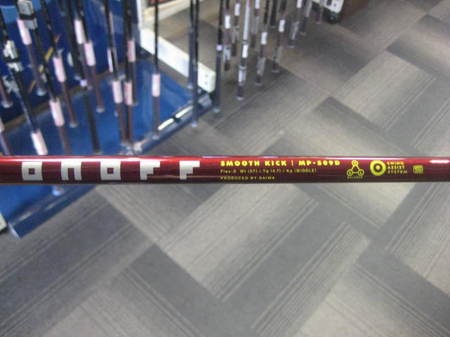 onoff
SMOOTH KICK | MP-509D
PRODUCED BY DAIWA
SWING
ASSIST
SYSTEM